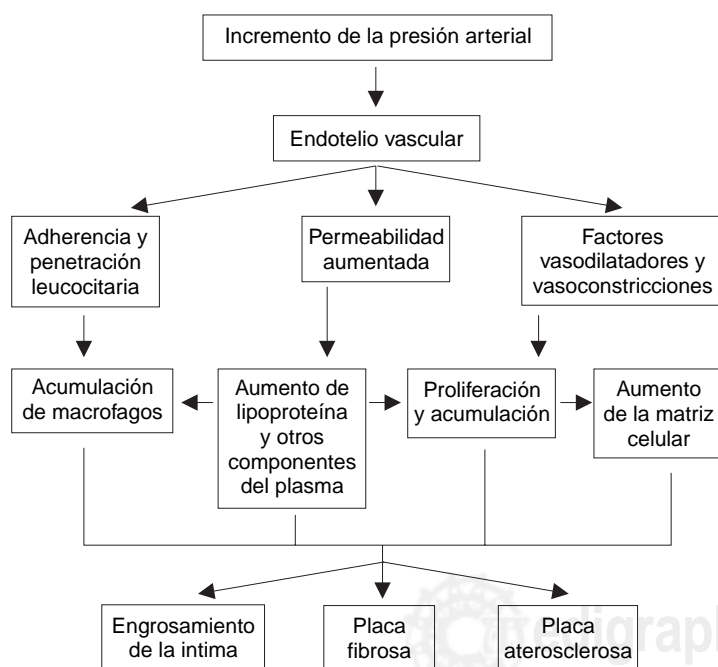 Incremento de la presión arterial
Endotelio vascular
Adherencia y
penetración
leucocitaria
Permeabilidad
aumentada
Factores
vasodilatadores y
vasoconstricciones
Acumulación
de macrofagos
Aumento de
lipoproteína
y otros
componentes
del plasma
Proliferación
y acumulación
Aumento
de la matriz
celular
Engrosamiento
de la intima
Placa
fibrosa
Placa
aterosclerosa